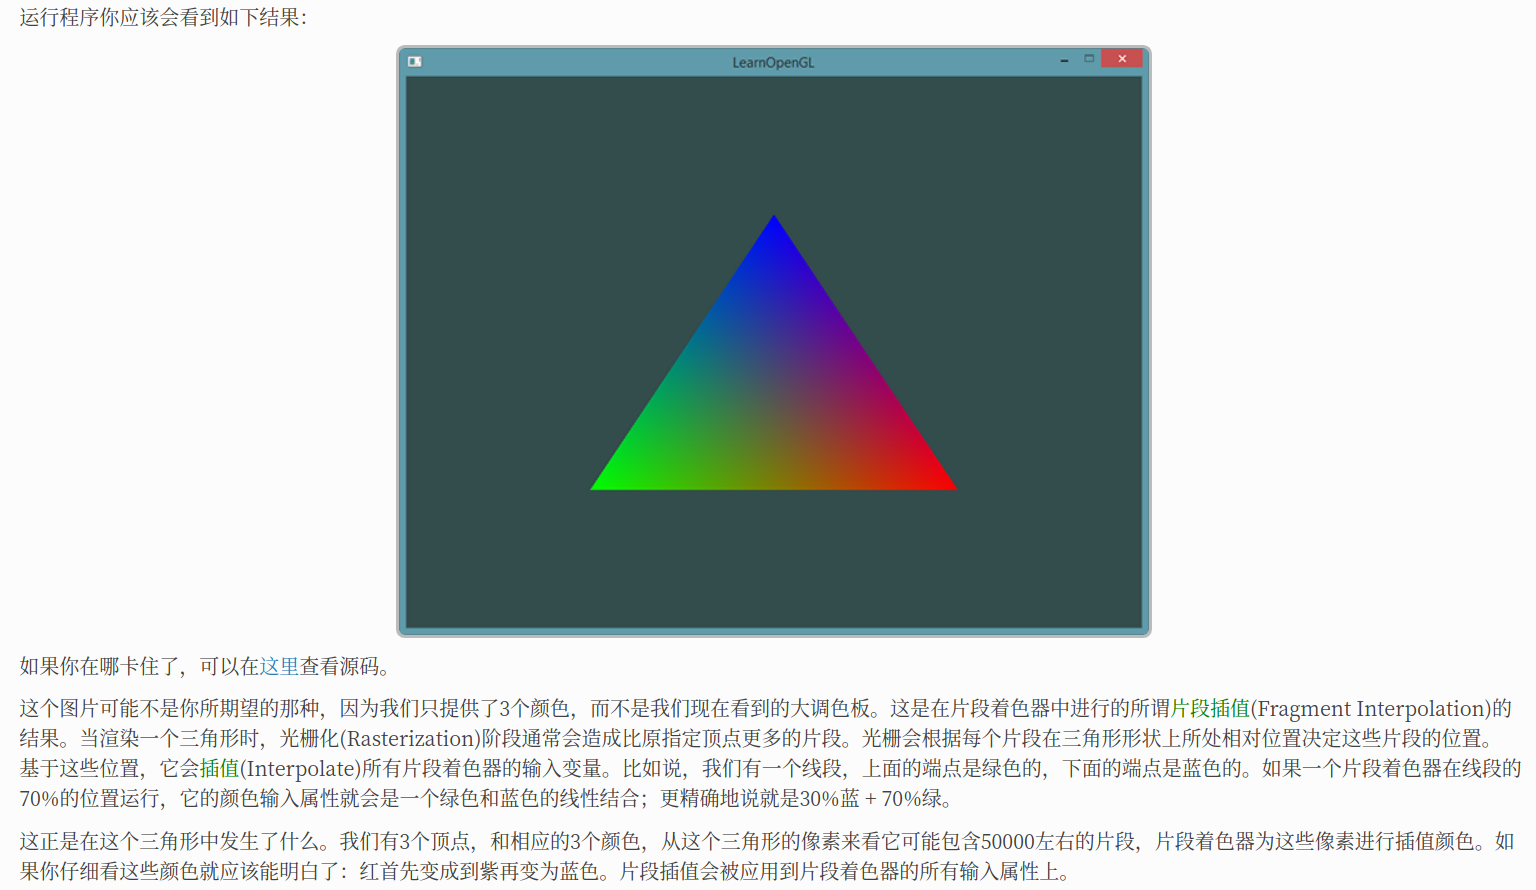 运行程序你应该会看到如下结果：
LearnOpenGL
如果你在哪卡住了，可以在这里查看源码。
这个图片可能不是你所期望的那种，因为我们只提供了3个颜色，而不是我们现在看到的大调色板。这是在片段着色器中进行的所谓片段插值(Fragment Interpolation)的
结果。当渲染一个三角形时，光栅化(Rasterization)阶段通常会造成比原指定顶点更多的片段。光栅会根据每个片段在三角形形状上所处相对位置决定这些片段的位置。
基于这些位置，它会插值(Interpolate)所有片段着色器的输入变量。比如说，我们有一个线段，上面的端点是绿色的，下面的端点是蓝色的。如果一个片段着色器在线段的
70%的位置运行，它的颜色输入属性就会是一个绿色和蓝色的线性结合；更精确地说就是30%蓝 + 70%绿。
这正是在这个三角形中发生了什么。我们有3个顶点，和相应的3个颜色，从这个三角形的像素来看它可能包含50000左右的片段，片段着色器为这些像素进行插值颜色。如
果你仔细看这些颜色就应该能明白了：红首先变成到紫再变为蓝色。片段插值会被应用到片段着色器的所有输入属性上。